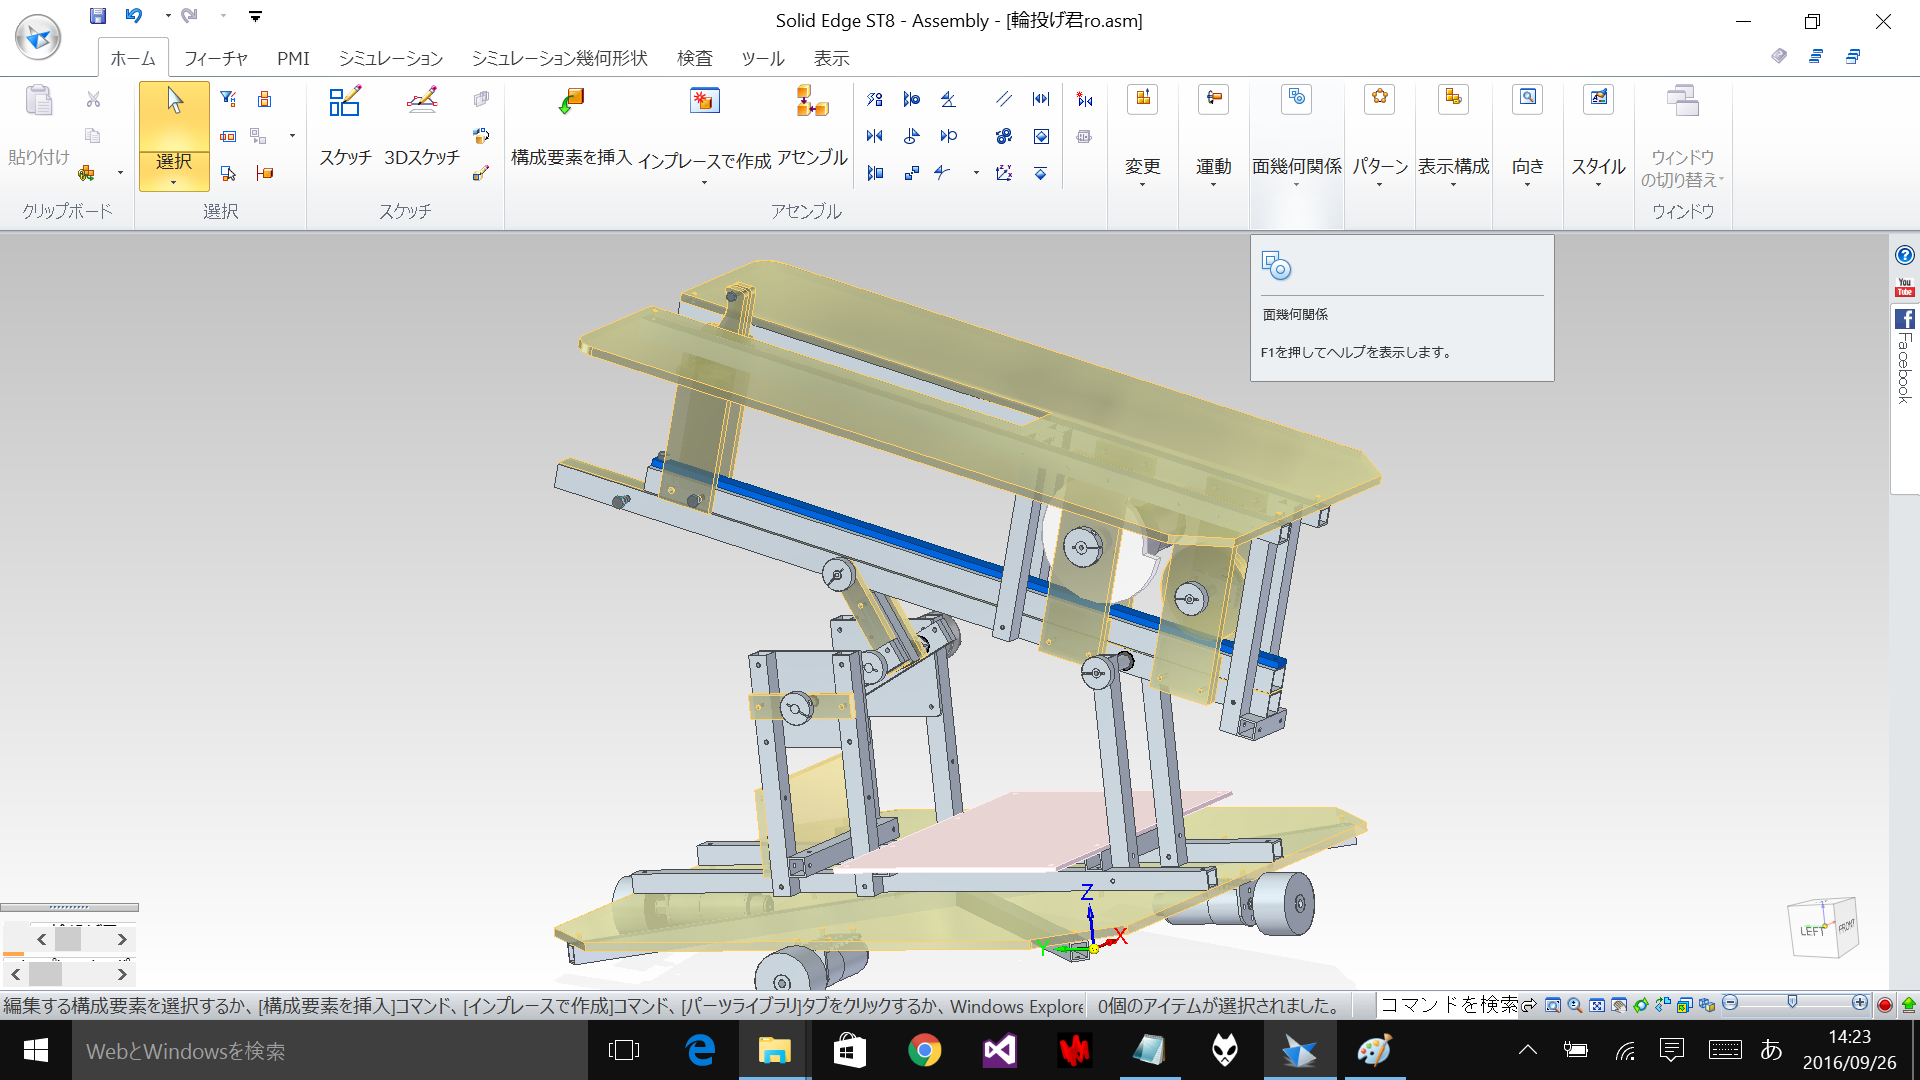 Solid Edge ST8 - Assembly - [輪投げ君ro.asm]
ホーム
フィーチャ
PMI
シミュレーション
シミュレーション幾何形状
検査
ツール
表示
貼り付け
クリップボード
選択
選択
スケッチ
3Dスケッチ
スケッチ
構成要素を挿入
インプレースで作成
アセンブル
アセンブル
変更
運動
面幾何関係
パターン
表示構成
向き
スタイル
ウィンドウ
の切り替え
ウィンドウ
面幾何関係
F1を押してヘルプを表示します。
You
Tube
Facebook
Z
X
Y
LEFT
FRONT
編集する構成要素を選択するか、[構成要素を挿入]コマンド、[インプレースで作成]コマンド、[パーツライブラリ]タブをクリックするか、Windows Explore
0個のアイテムが選択されました。
コマンドを検索
WebとWindowsを検索
あ
14:23
2016/09/26